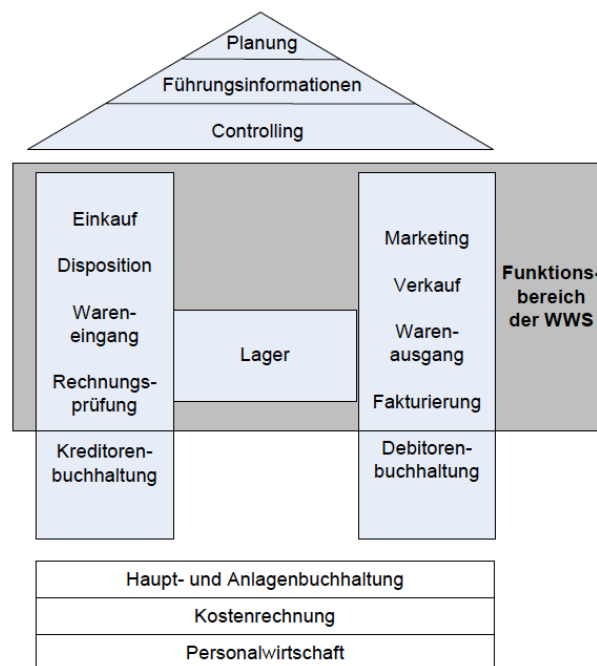 Planung
Führungsinformationen
Controlling
Einkauf
Disposition
Waren-
eingang
Rechnungs-
prüfung
Kreditoren-
buchhaltung
Lager
Marketing
Verkauf
Waren-
ausgang
Fakturierung
Debitoren-
buchhaltung
Funktions-
bereich
der WWS
Haupt- und Anlagenbuchhaltung
Kostenrechnung
Personalwirtschaft